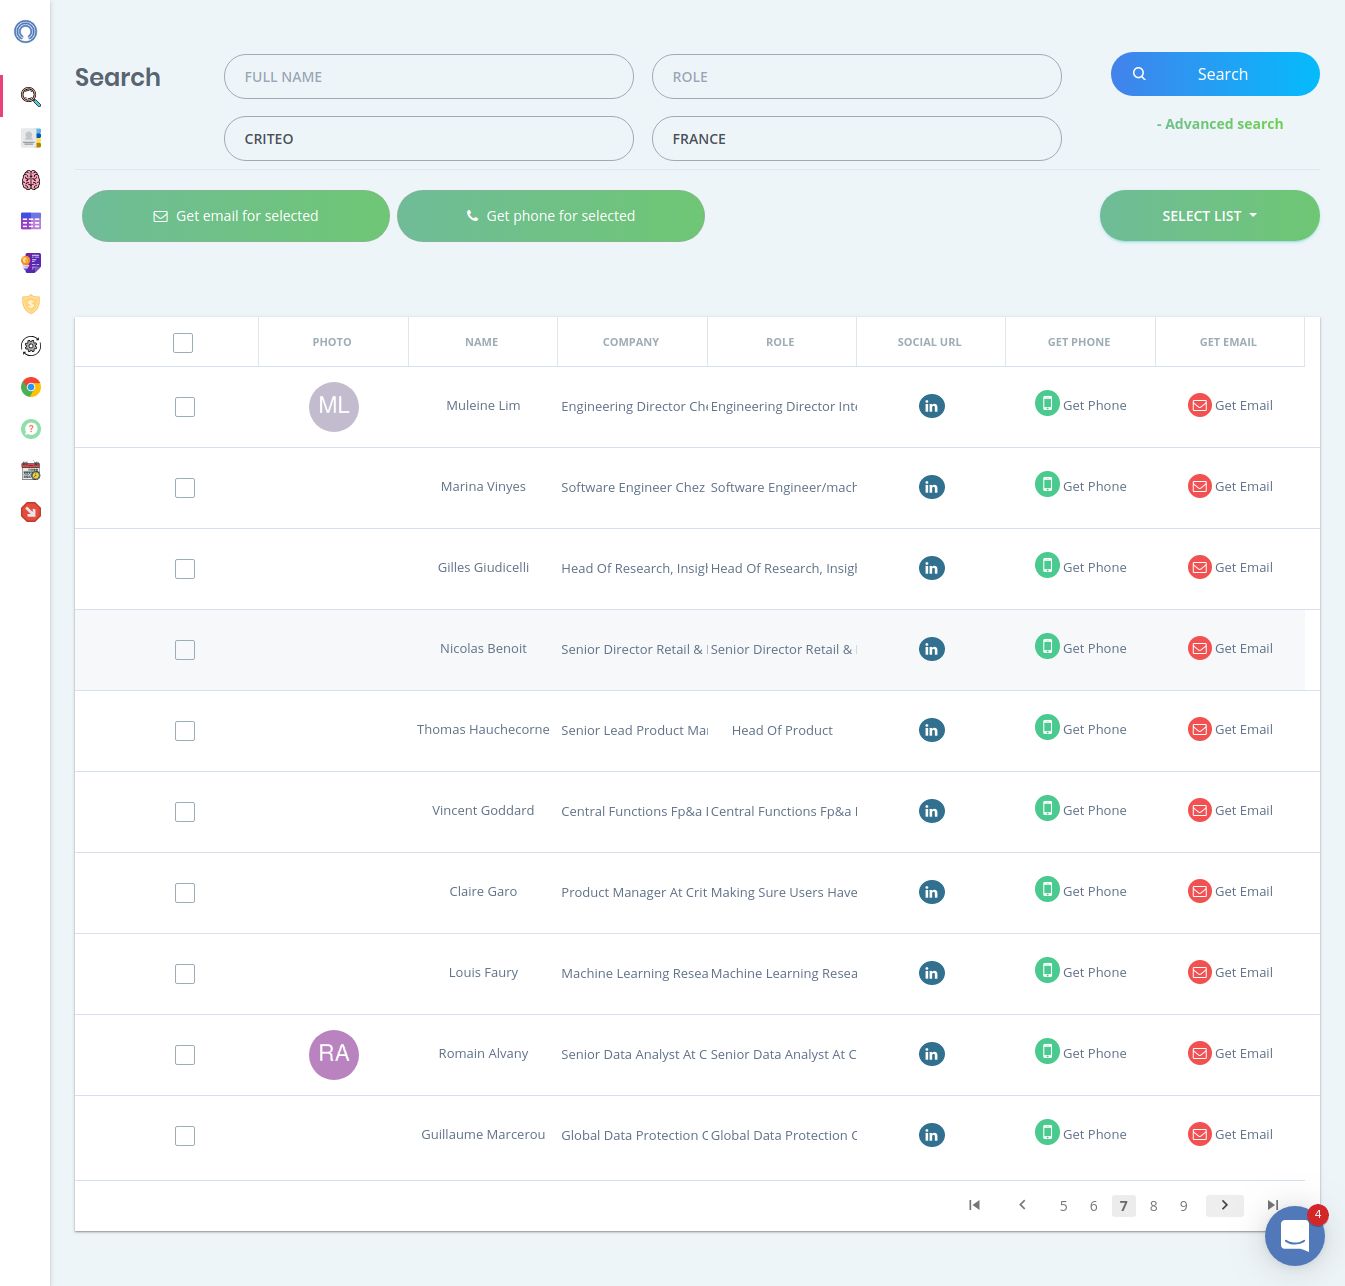 Search
FULL NAME
ROLE
Search
CRITEO
FRANCE
- Advanced search
Get email for selected
Get phone for selected
SELECT LIST
PHOTO NAME COMPANY ROLE SOCIAL URL GET PHONE GET EMAIL
ML Muleine Lim Engineering Director Che Engineering Director Inte in Get Phone Get Email
Marina Vinyes Software Engineer Chez Software Engineer/mach in Get Phone Get Email
Gilles Giudicelli Head Of Research, Insigh Head Of Research, Insigh in Get Phone Get Email
Nicolas Benoit Senior Director Retail & Senior Director Retail & in Get Phone Get Email
Thomas Hauchecorne Senior Lead Product Ma Head Of Product in Get Phone Get Email
Vincent Goddard Central Functions Fp&a Central Functions Fp&a in Get Phone Get Email
Claire Garo Product Manager At Crit Making Sure Users Have in Get Phone Get Email
Louis Faury Machine Learning Resea Machine Learning Resea in Get Phone Get Email
RA Romain Alvany Senior Data Analyst At C Senior Data Analyst At C in Get Phone Get Email
Guillaume Marcerou Global Data Protection Global Data Protection in Get Phone Get Email
5 6 7 8 9
4